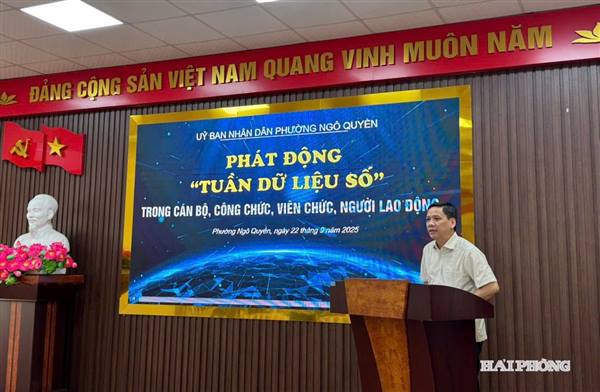 ĐẢNG CỘNG SẢN VIỆT NAM QUANG VINH MUÔN NĂM
UỶ BAN NHÂN DÂN PHƯỜNG NGÔ QUYỀN
PHÁT ĐỘNG
“TUẦN DỮ LIỆU SỐ”
TRONG CÁN BỘ, CÔNG CHỨC, VIÊN CHỨC, NGƯỜI LAO ĐỘNG
Phường Ngô Quyền, ngày 22 tháng 9 năm 2025
HẢI PHÒNG